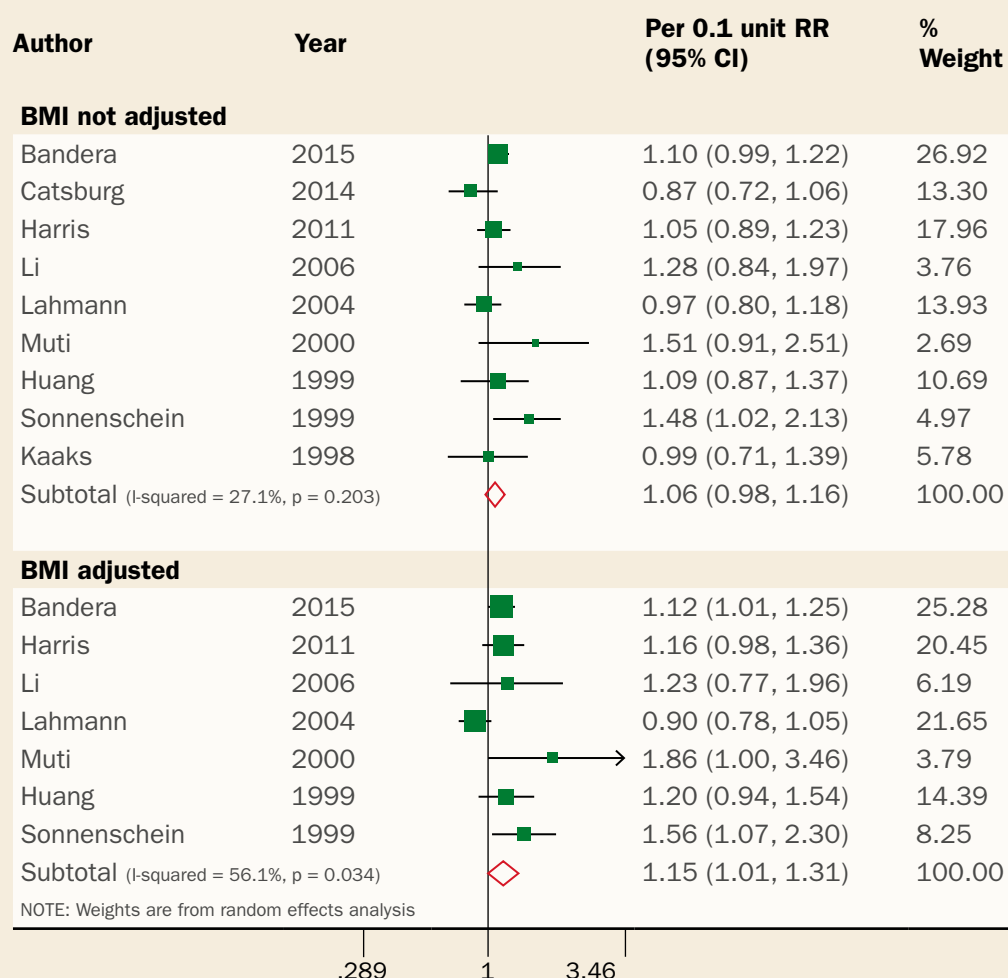 Author Year Per 0.1 unit RR (95% CI) % Weight
BMI not adjusted
Bandera 2015 1.10 (0.99, 1.22) 26.92
Catsburg 2014 0.87 (0.72, 1.06) 13.30
Harris 2011 1.05 (0.89, 1.23) 17.96
Li 2006 1.28 (0.84, 1.97) 3.76
Lahmann 2004 0.97 (0.80, 1.18) 13.93
Muti 2000 1.51 (0.91, 2.51) 2.69
Huang 1999 1.09 (0.87, 1.37) 10.69
Sonnenschein 1999 1.48 (1.02, 2.13) 4.97
Kaaks 1998 0.99 (0.71, 1.39) 5.78
Subtotal (I-squared = 27.1%, p = 0.203) 1.06 (0.98, 1.16) 100.00
BMI adjusted
Bandera 2015 1.12 (1.01, 1.25) 25.28
Harris 2011 1.16 (0.98, 1.36) 20.45
Li 2006 1.23 (0.77, 1.96) 6.19
Lahmann 2004 0.90 (0.78, 1.05) 21.65
Muti 2000 1.86 (1.00, 3.46) 3.79
Huang 1999 1.20 (0.94, 1.54) 14.39
Sonnenschein 1999 1.56 (1.07, 2.30) 8.25
Subtotal (I-squared = 56.1%, p = 0.034) 1.15 (1.01, 1.31) 100.00
NOTE: Weights are from random effects analysis
.289 1 3.46